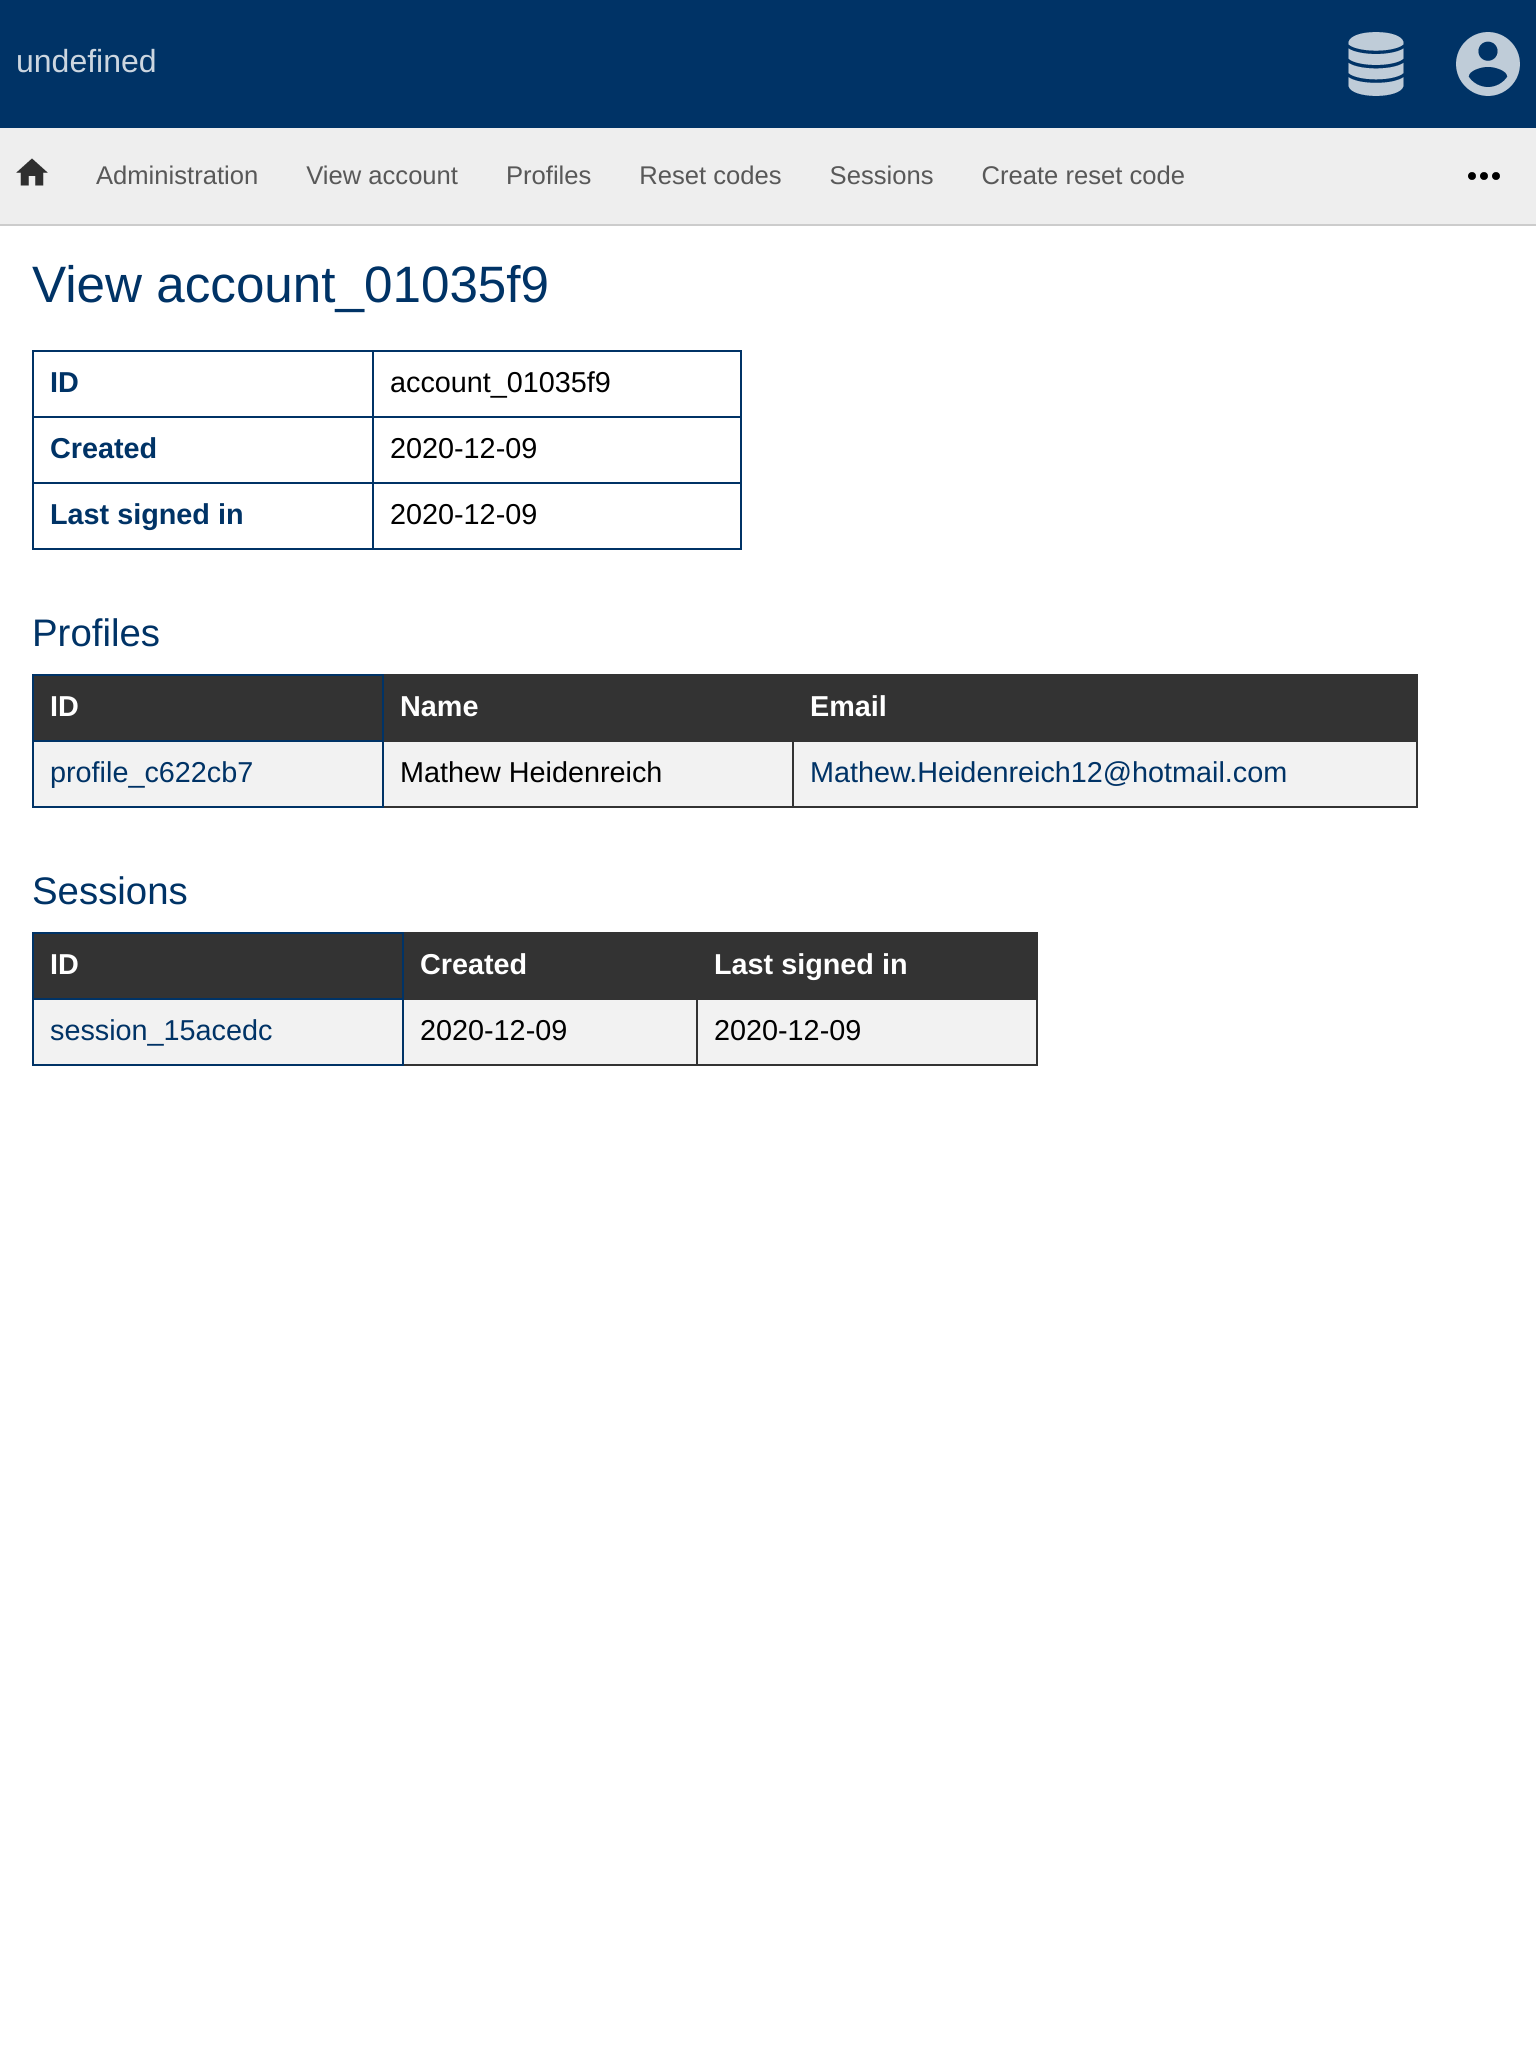 undefined
Administration View account Profiles Reset codes Sessions Create reset code
View account_01035f9
ID account_01035f9
Created 2020-12-09
Last signed in 2020-12-09
Profiles
ID Name Email
profile_c622cb7 Mathew Heidenreich Mathew.Heidenreich12@hotmail.com
Sessions
ID Created Last signed in
session_15acedc 2020-12-09 2020-12-09